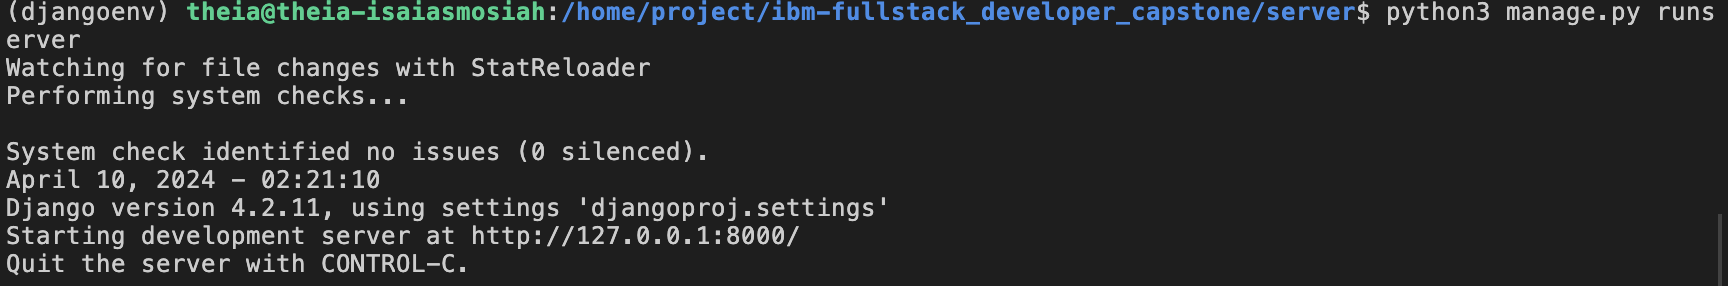 (djangoenv) theia@theia-isaiasmosiah:/home/project/ibm-fullstack_developer_capstone/server$ python3 manage.py runs
erver
Watching for file changes with StatReloader
Performing system checks...
System check identified no issues (0 silenced).
April 10, 2024 - 02:21:10
Django version 4.2.11, using settings 'djangoproj.settings'
Starting development server at http://127.0.0.1:8000/
Quit the server with CONTROL-C.